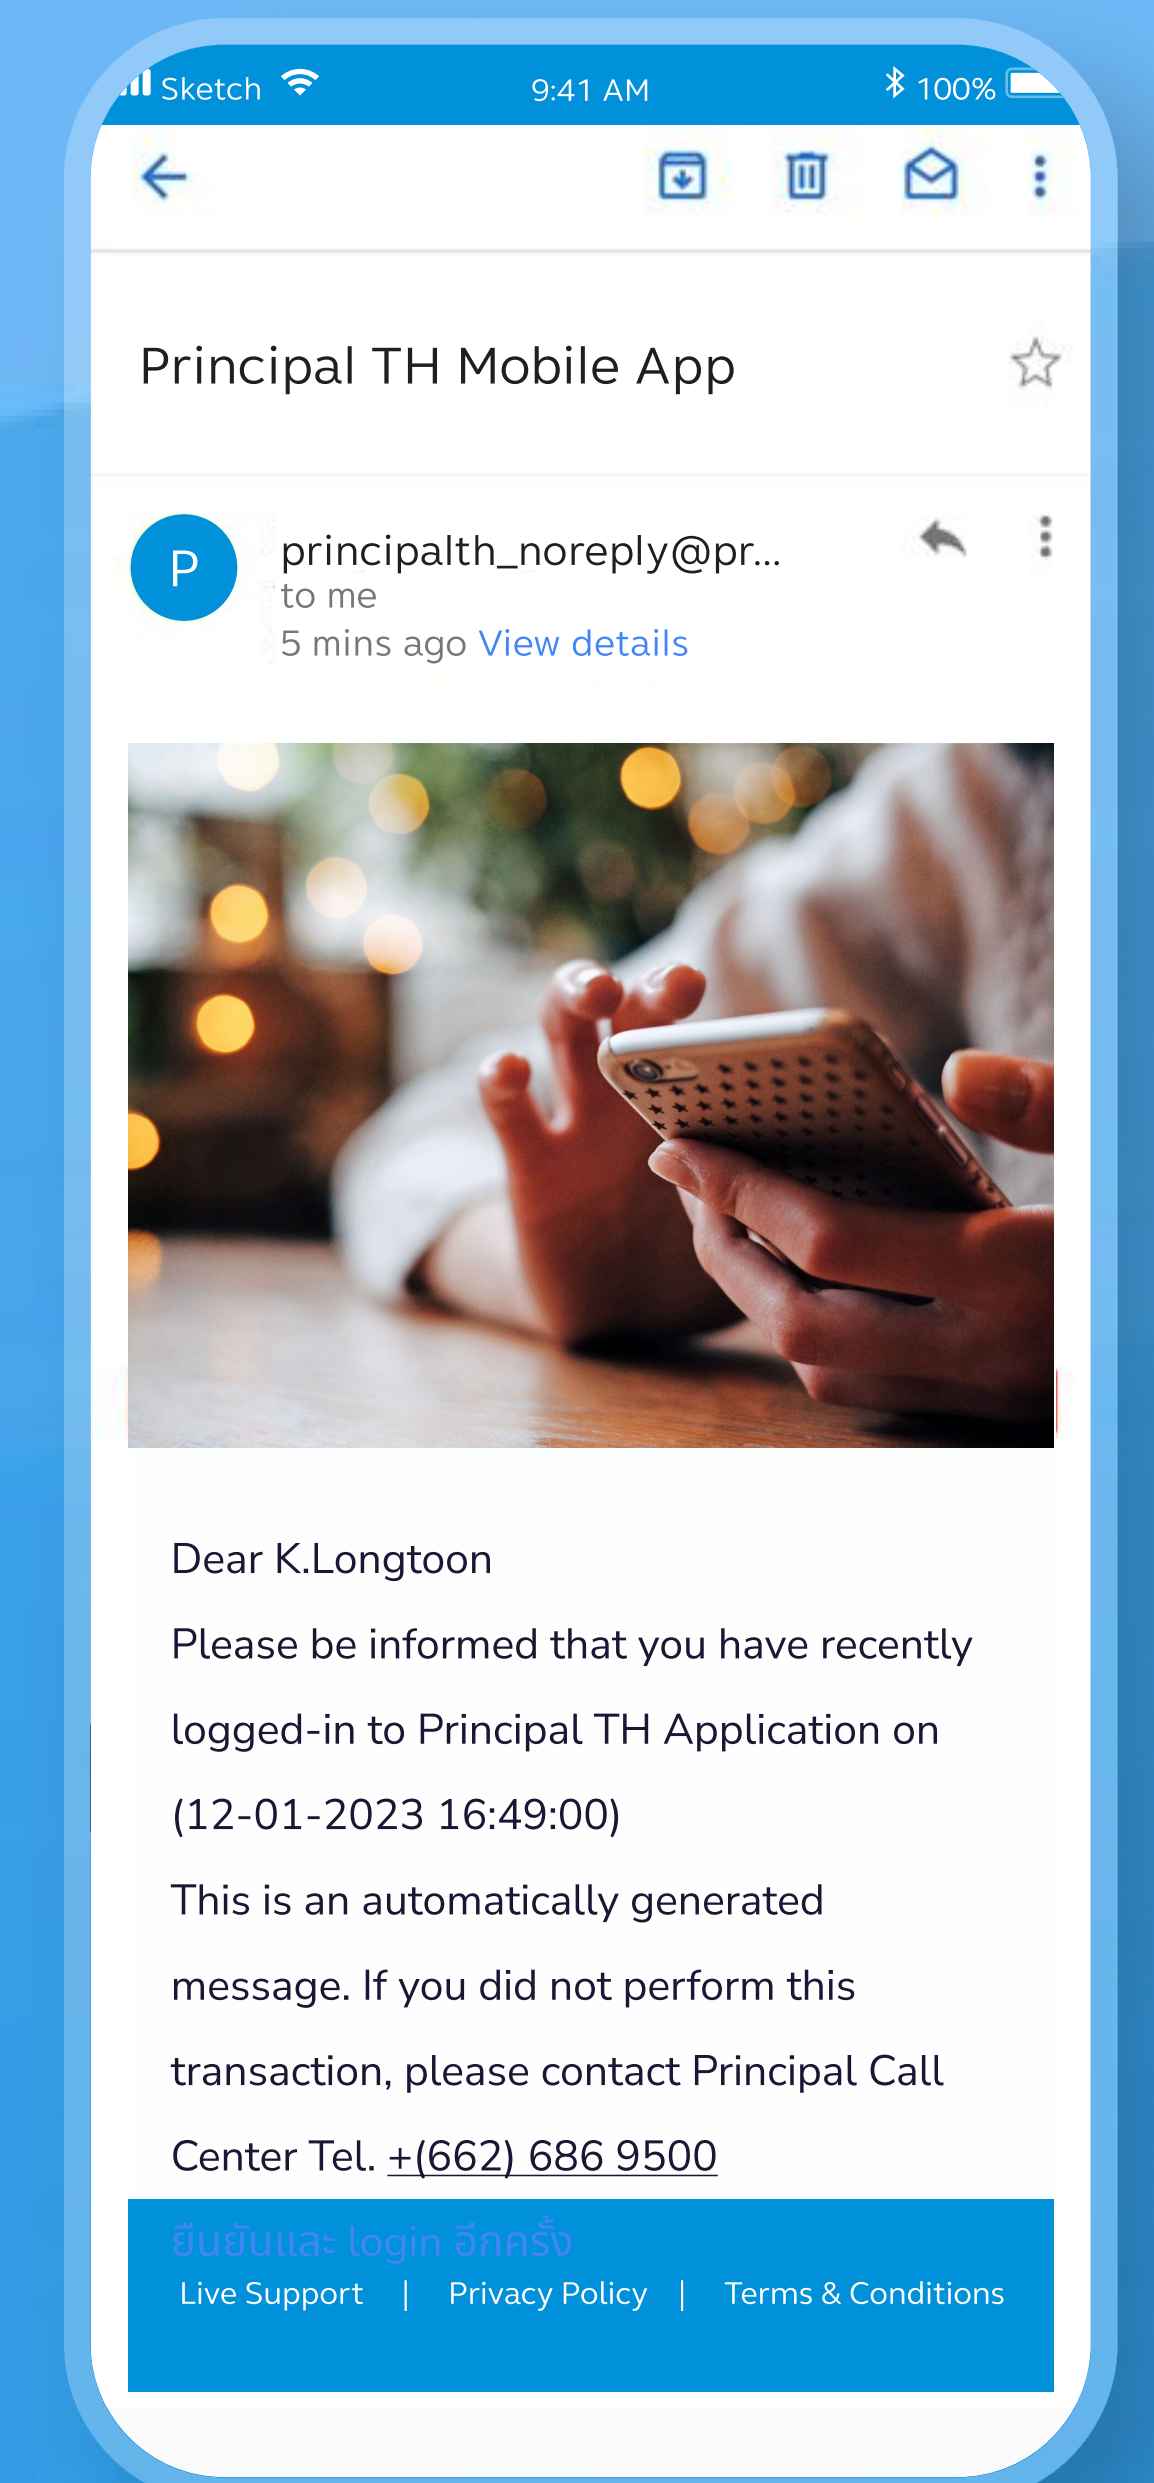 Sketch 9:41 AM 100%
Principal TH Mobile App
P
principalth_noreply@pr...
to me
5 mins ago View details
Dear K.Longtoon
Please be informed that you have recently
logged-in to Principal TH Application on
(12-01-2023 16:49:00)
This is an automatically generated
message. If you did not perform this
transaction, please contact Principal Call
Center Tel. +(662) 686 9500
ยืนยันและ login อีกครั้ง
Live Support | Privacy Policy | Terms & Conditions